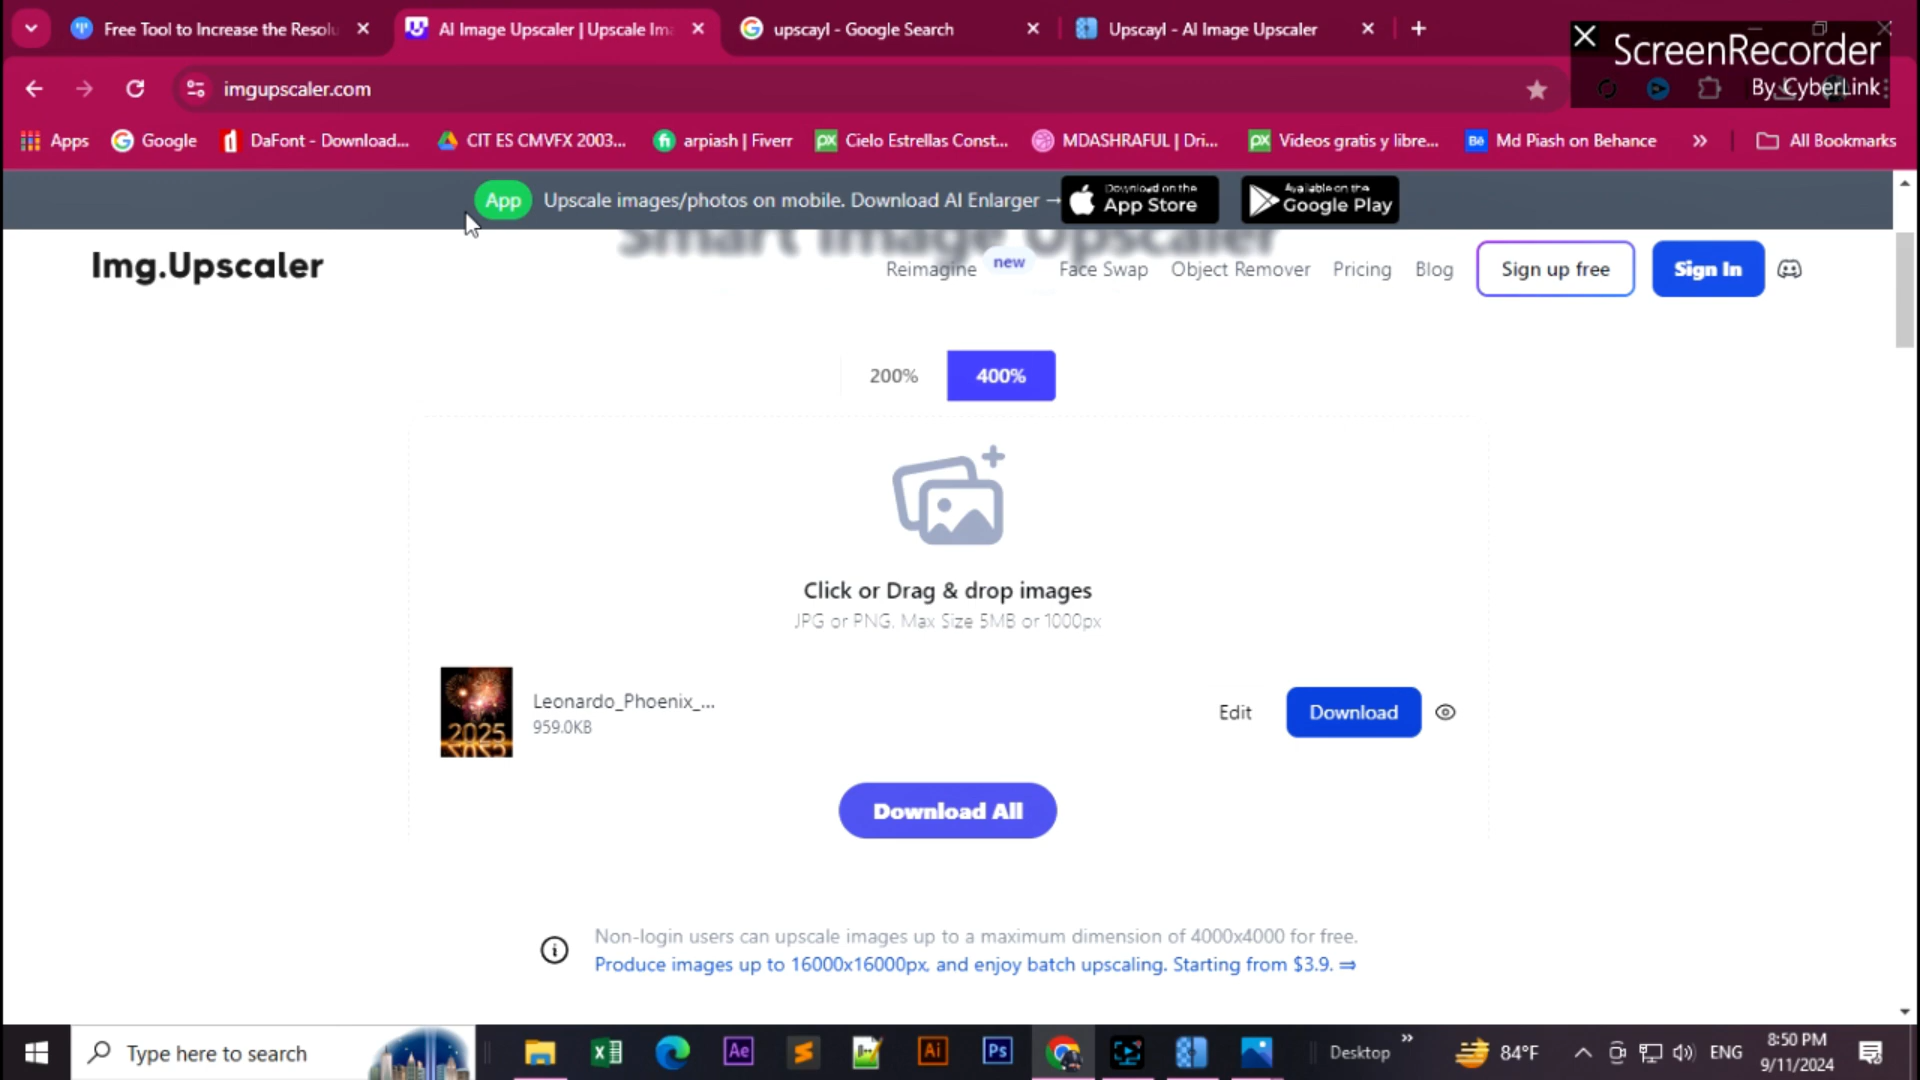 Free Tool to Increase the Resolu
AI Image Upscaler | Upscale Ima
upscayl - Google Search
Upscayl - AI Image Upscaler
ScreenRecorder
By CyberLink
imgupscaler.com
Apps
Google
DaFont - Download...
CIT ES CMVFX 2003...
arpiash | Fiverr
Cielo Estrellas Const...
MDASHRAFUL | Dri...
Videos gratis y libre...
Md Piash on Behance
All Bookmarks
App
Upscale images/photos on mobile. Download AI Enlarger →
Download on the
App Store
Available on the
Google Play
Smart Image Upscaler
Img.Upscaler
Reimagine
new
Face Swap
Object Remover
Pricing
Blog
Sign up free
Sign In
200%
400%
Click or Drag & drop images
JPG or PNG. Max Size 5MB or 1000px
2025
Leonardo_Phoenix_...
959.0KB
Edit
Download
Download All
Non-login users can upscale images up to a maximum dimension of 4000x4000 for free.
Produce images up to 16000x16000px, and enjoy batch upscaling. Starting from $3.9. ⇒
Type here to search
Ae
Ai
Ps
Desktop
84°F
ENG
8:50 PM
9/11/2024